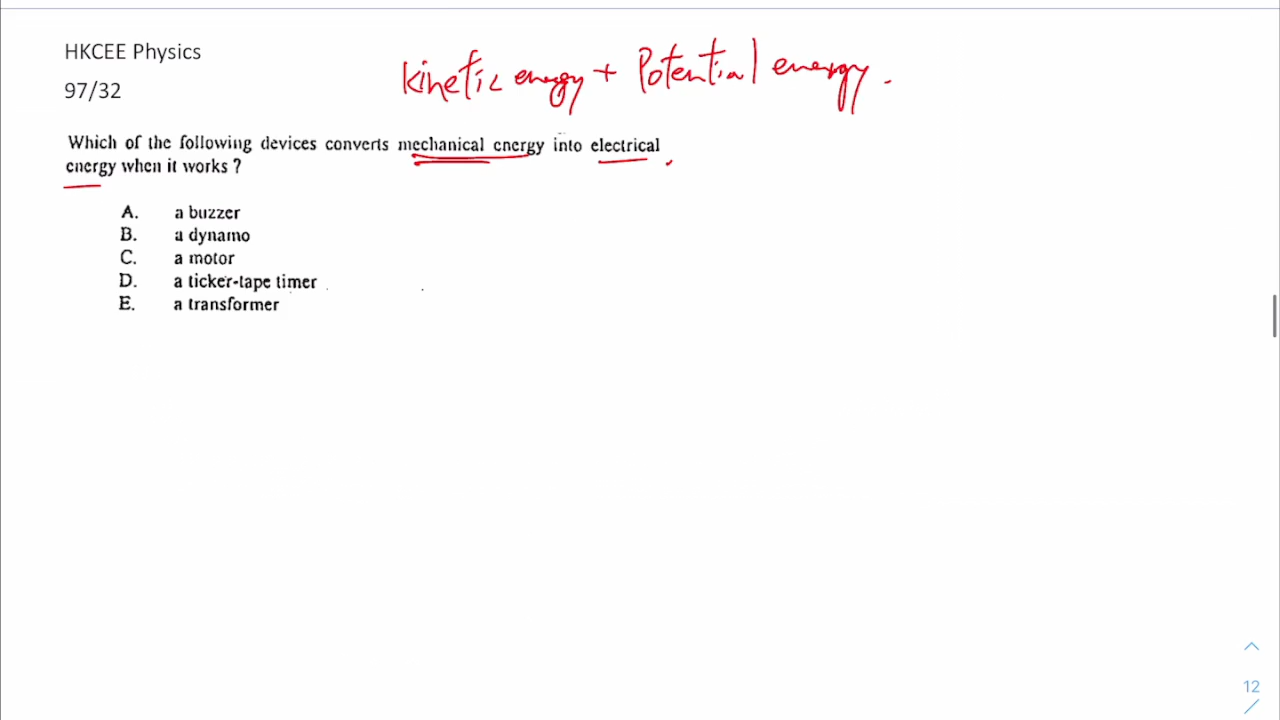 HKCEE Physics
Kinetic energy + Potential energy.
97/32
Which of the following devices converts mechanical energy into electrical
energy when it works ?
A. a buzzer
B. a dynamo
C. a motor
D. a ticker-tape timer
E. a transformer
12